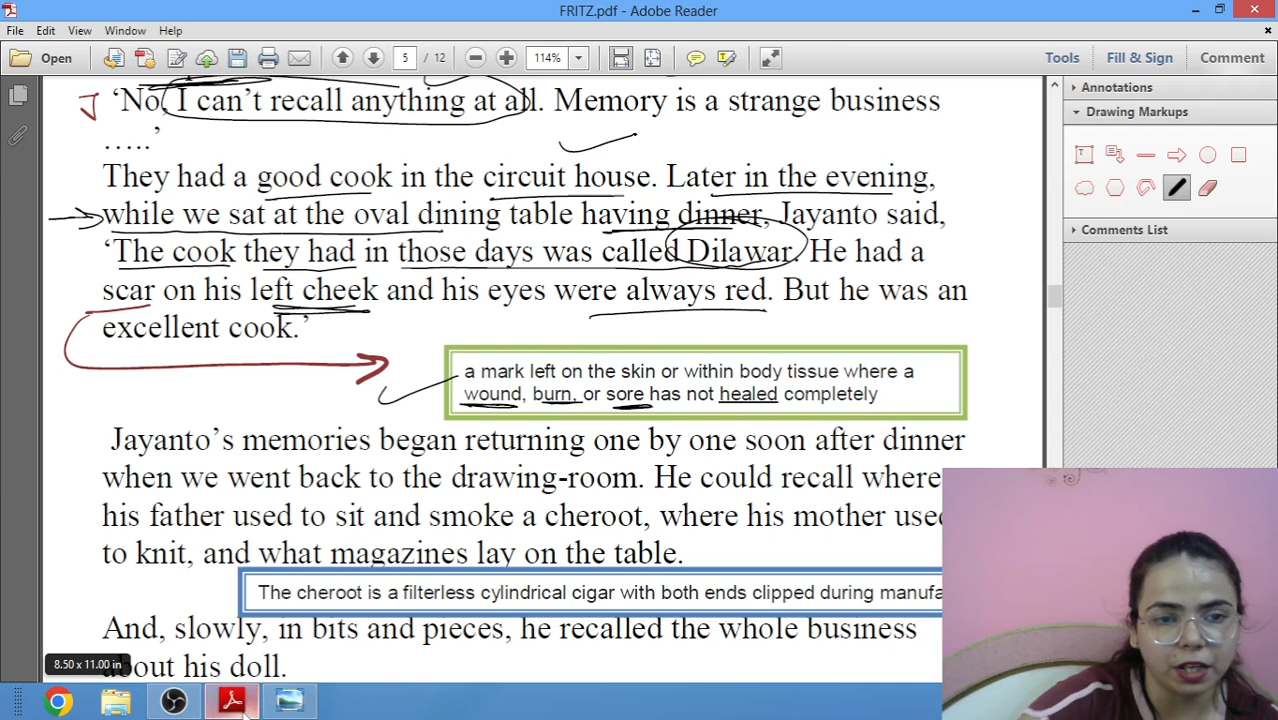 FRITZ.pdf - Adobe Reader
File Edit View Window Help
Open 5 / 12 114% Tools Fill & Sign Comment
‘No, I can’t recall anything at all. Memory is a strange business
…..’
They had a good cook in the circuit house. Later in the evening,
while we sat at the oval dining table having dinner, Jayanto said,
‘The cook they had in those days was called Dilawar. He had a
scar on his left cheek and his eyes were always red. But he was an
excellent cook.’
a mark left on the skin or within body tissue where a
wound, burn, or sore has not healed completely
Jayanto’s memories began returning one by one soon after dinner
when we went back to the drawing-room. He could recall where
his father used to sit and smoke a cheroot, where his mother used
to knit, and what magazines lay on the table.
The cheroot is a filterless cylindrical cigar with both ends clipped during manufa
And, slowly, in bits and pieces, he recalled the whole business
about his doll.
8.50 x 11.00 in
Annotations
Drawing Markups
Comments List